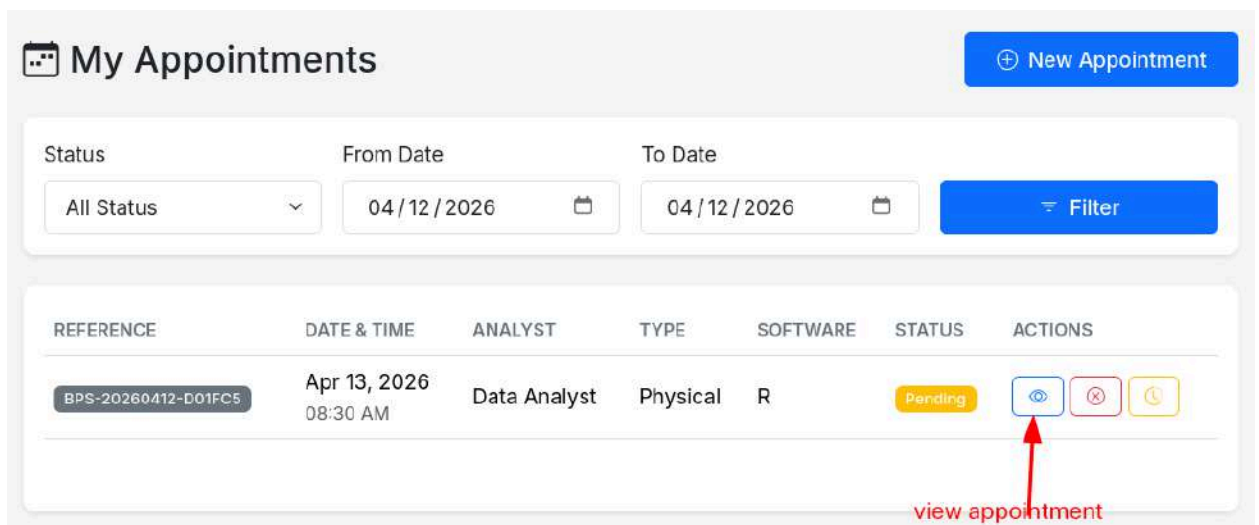 My Appointments
New Appointment
Status
From Date
To Date
All Status
04/12/2026
04/12/2026
Filter
REFERENCE DATE & TIME ANALYST TYPE SOFTWARE STATUS ACTIONS
BPS-20260412-D01FC5 Apr 13, 2026 08:30 AM Data Analyst Physical R Pending
view appointment